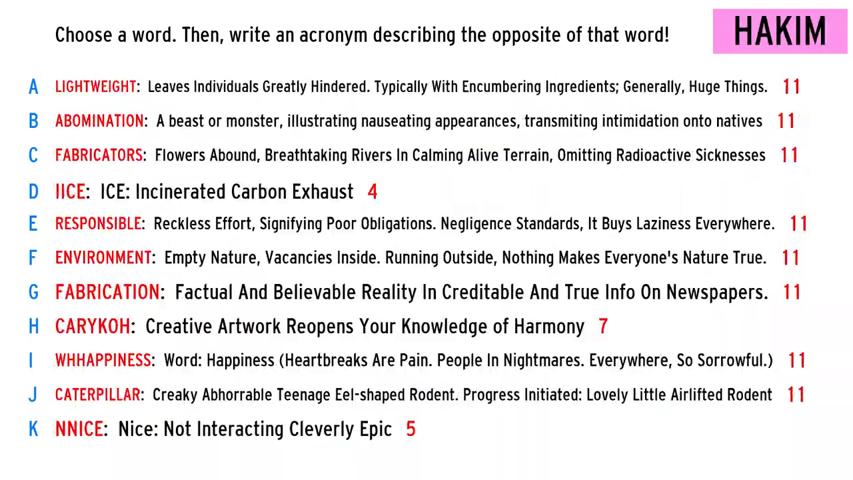 Choose a word. Then, write an acronym describing the opposite of that word!
HAKIM
A LIGHTWEIGHT: Leaves Individuals Greatly Hindered. Typically With Encumbering Ingredients; Generally, Huge Things. 11
B ABOMINATION: A beast or monster, illustrating nauseating appearances, transmiting intimidation onto natives 11
C FABRICATORS: Flowers Abound, Breathtaking Rivers In Calming Alive Terrain, Omitting Radioactive Sicknesses 11
D IICE: ICE: Incinerated Carbon Exhaust 4
E RESPONSIBLE: Reckless Effort, Signifying Poor Obligations. Negligence Standards, It Buys Laziness Everywhere. 11
F ENVIRONMENT: Empty Nature, Vacancies Inside. Running Outside, Nothing Makes Everyone's Nature True. 11
G FABRICATION: Factual And Believable Reality In Creditable And True Info On Newspapers. 11
H CARYKOH: Creative Artwork Reopens Your Knowledge of Harmony 7
I WHHAPPINESS: Word: Happiness (Heartbreaks Are Pain. People In Nightmares. Everywhere, So Sorrowful.) 11
J CATERPILLAR: Creaky Abhorrable Teenage Eel-shaped Rodent. Progress Initiated: Lovely Little Airlifted Rodent 11
K NNICE: Nice: Not Interacting Cleverly Epic 5